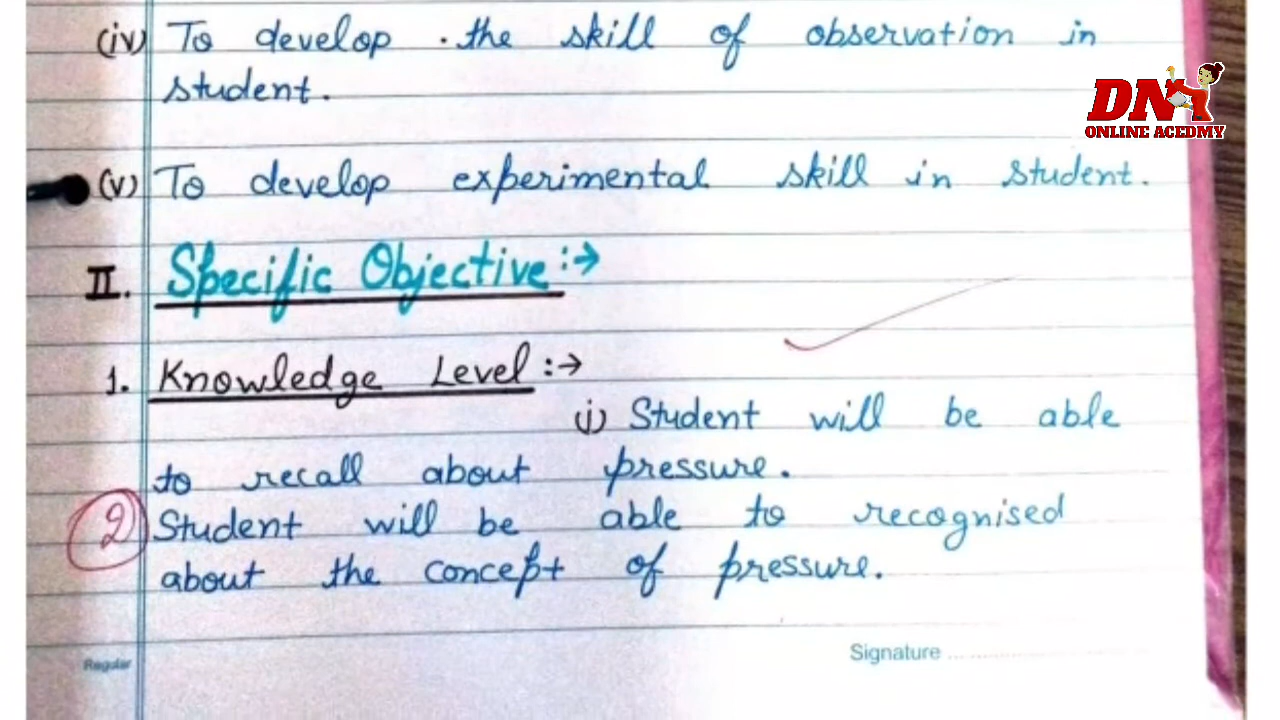 (iv) To develop . the skill of observation in
student.
DNY
ONLINE ACEDMY
(v) To develop experimental skill in student.
II. Specific Objective :→
1. Knowledge Level :→
(i) Student will be able
to recall about pressure.
2 Student will be able to recognised
about the concept of pressure.
Regular
Signature